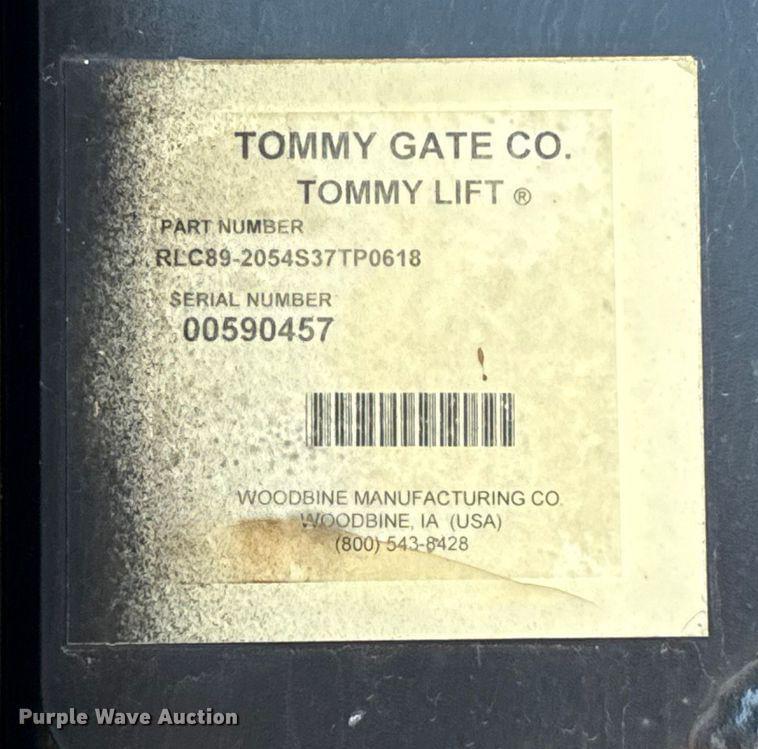 TOMMY GATE CO.
TOMMY LIFT ®
PART NUMBER
RLC89-2054S37TP0618
SERIAL NUMBER
00590457
WOODBINE MANUFACTURING CO.
WOODBINE, IA (USA)
(800) 543-8428
Purple Wave Auction